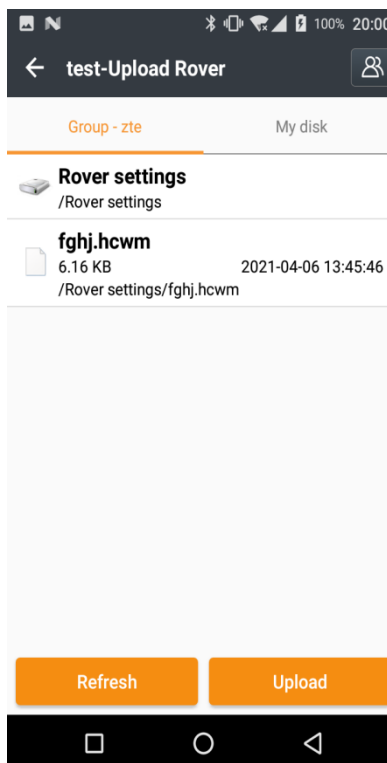 100% 20:00
test-Upload Rover
Group - zte
My disk
Rover settings
/Rover settings
fghj.hcwm
6.16 KB
2021-04-06 13:45:46
/Rover settings/fghj.hcwm
Refresh
Upload